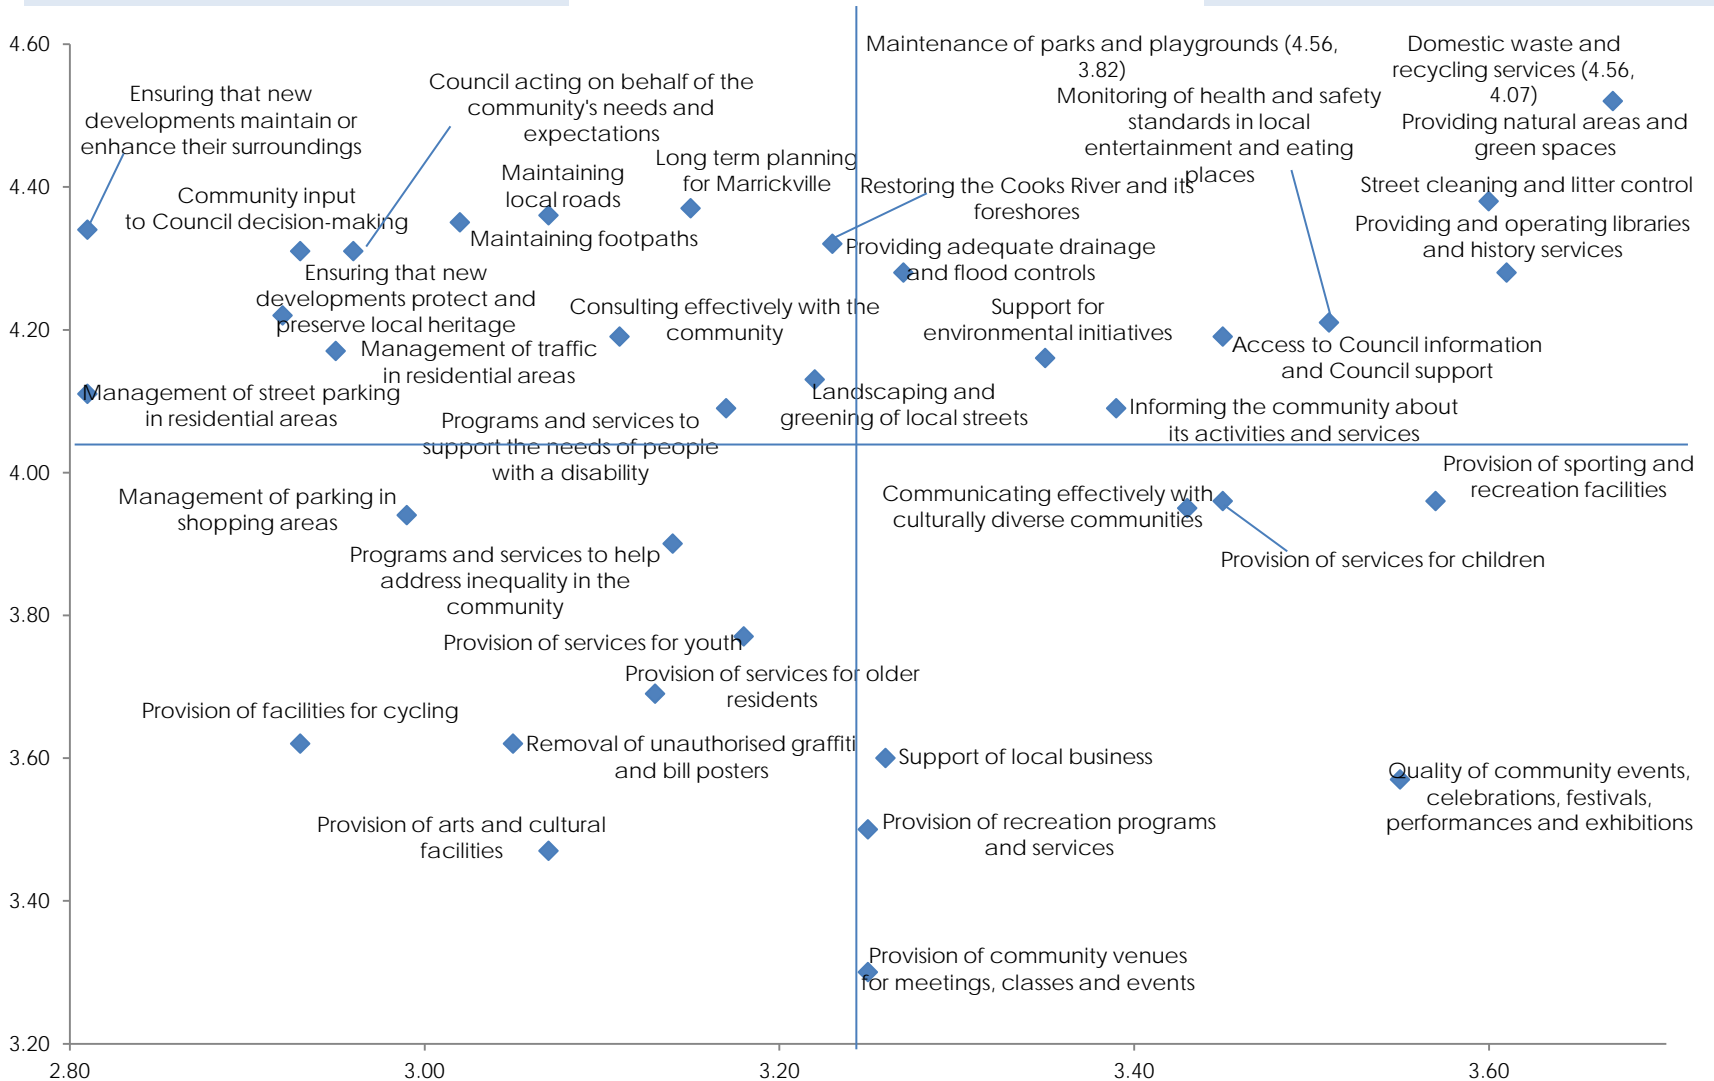 4.60
4.40
4.20
4.00
3.80
3.60
3.40
3.20
2.80
3.00
3.20
3.40
3.60
Ensuring that new
developments maintain or
enhance their surroundings
Council acting on behalf of the
community's needs and
expectations
Maintenance of parks and playgrounds (4.56,
3.82)
Domestic waste and
recycling services (4.56,
4.07)
Monitoring of health and safety
standards in local
entertainment and eating
places
Providing natural areas and
green spaces
Community input
to Council decision-making
Maintaining
local roads
Long term planning
for Marrickville
Restoring the Cooks River and its
foreshores
Street cleaning and litter control
Maintaining footpaths
Providing adequate drainage
and flood controls
Providing and operating libraries
and history services
Ensuring that new
developments protect and
preserve local heritage
Consulting effectively with the
community
Support for
environmental initiatives
Management of traffic
in residential areas
Access to Council information
and Council support
Management of street parking
in residential areas
Programs and services to
support the needs of people
with a disability
Landscaping and
greening of local streets
Informing the community about
its activities and services
Management of parking in
shopping areas
Communicating effectively with
culturally diverse communities
Provision of sporting and
recreation facilities
Programs and services to help
address inequality in the
community
Provision of services for children
Provision of services for youth
Provision of services for older
residents
Provision of facilities for cycling
Removal of unauthorised graffiti
and bill posters
Support of local business
Quality of community events,
celebrations, festivals,
performances and exhibitions
Provision of arts and cultural
facilities
Provision of recreation programs
and services
Provision of community venues
for meetings, classes and events